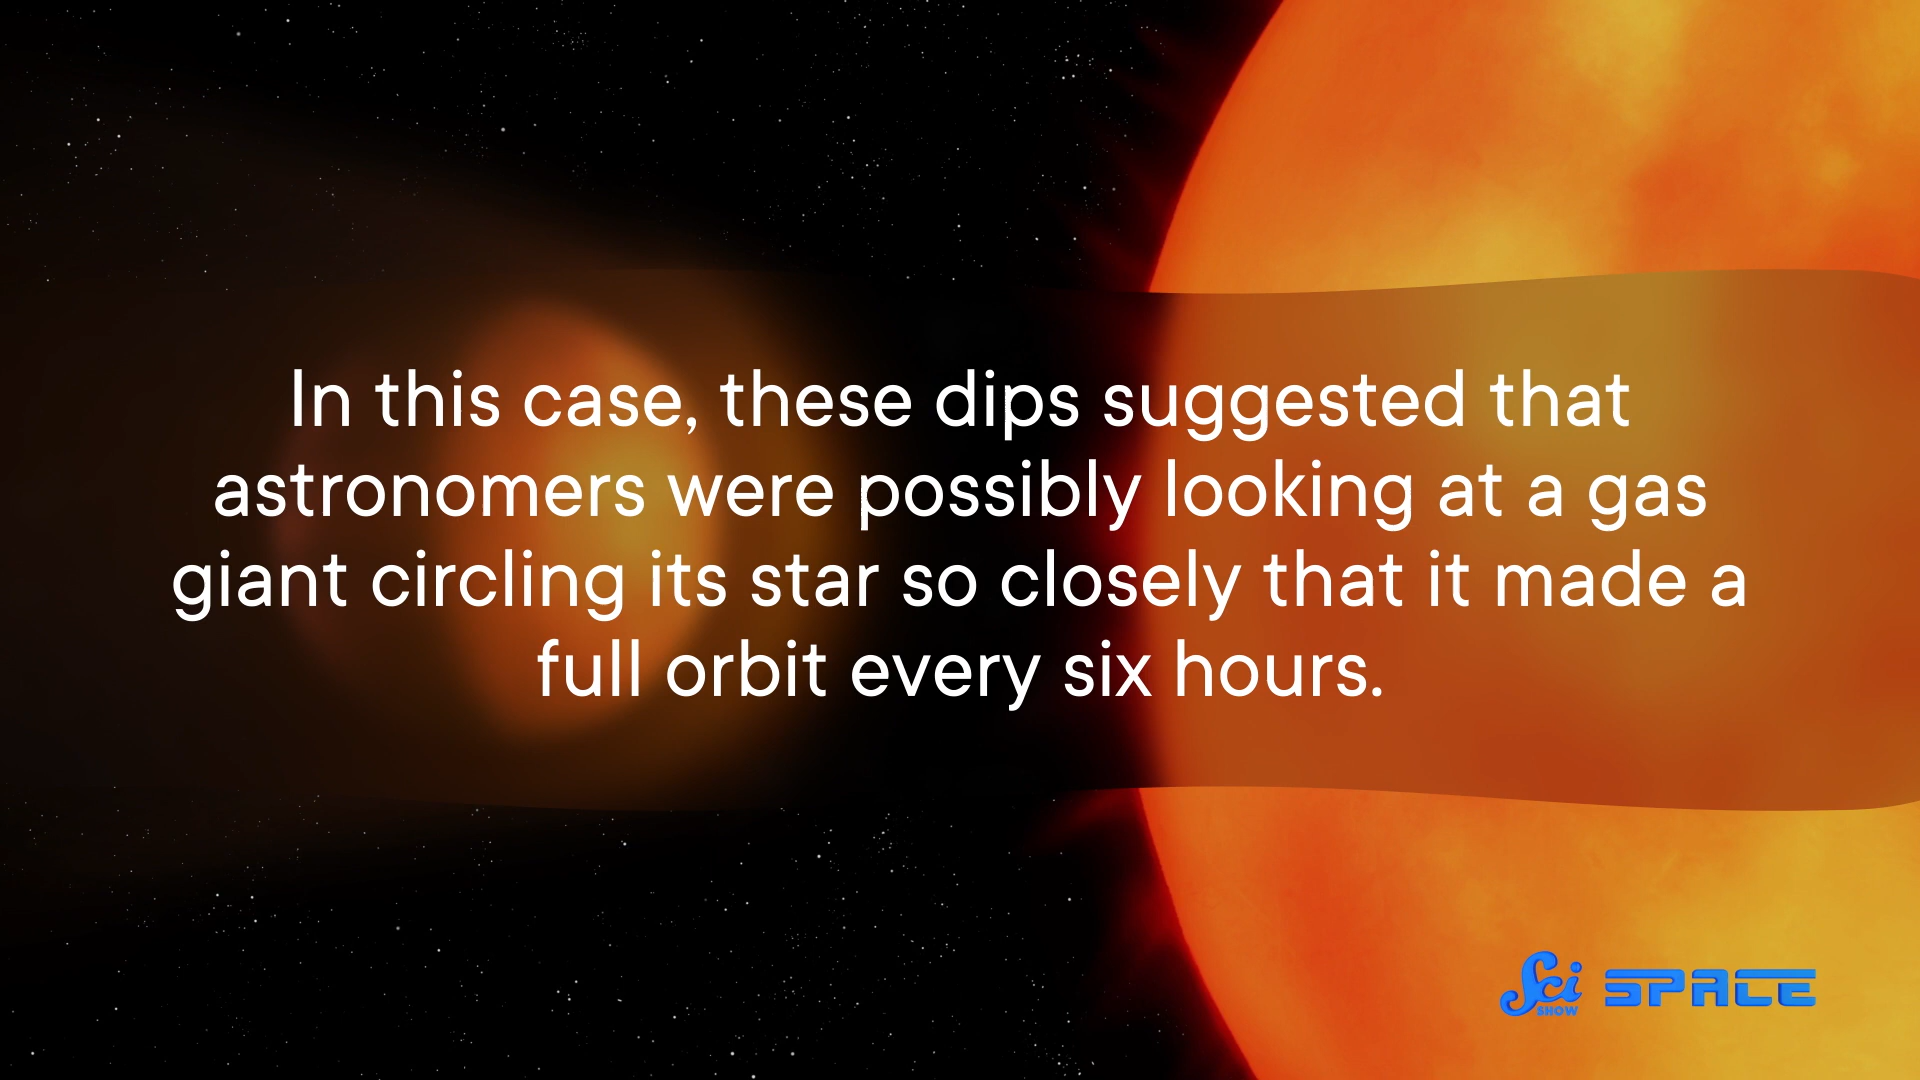 In this case, these dips suggested that
astronomers were possibly looking at a gas
giant circling its star so closely that it made a
full orbit every six hours.
Sci SHOW SPACE